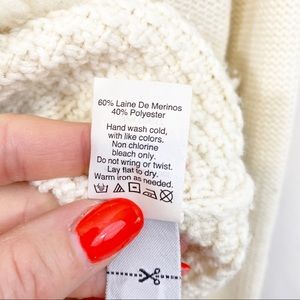 60% Laine De Merinos
40% Polyester
Hand wash cold,
with like colors.
Non chlorine
bleach only.
Do not wring or twist.
Lay flat to dry.
Warm iron as needed.